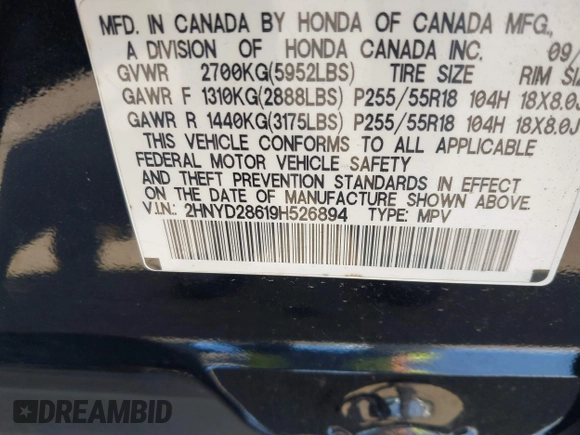 MFD. IN CANADA BY HONDA OF CANADA MFG.,
A DIVISION OF HONDA CANADA INC. 09/
GVWR 2700KG(5952LBS) TIRE SIZE RIM SIZ
GAWR F 1310KG(2888LBS) P255/55R18 104H 18X8.0J
GAWR R 1440KG(3175LBS) P255/55R18 104H 18X8.0J
THIS VEHICLE CONFORMS TO ALL APPLICABLE
FEDERAL MOTOR VEHICLE SAFETY
AND THEFT PREVENTION STANDARDS IN EFFECT
ON THE DATE OF MANUFACTURE SHOWN ABOVE.
V.I.N.: 2HNYD28619H526894 TYPE: MPV
DREAMBID